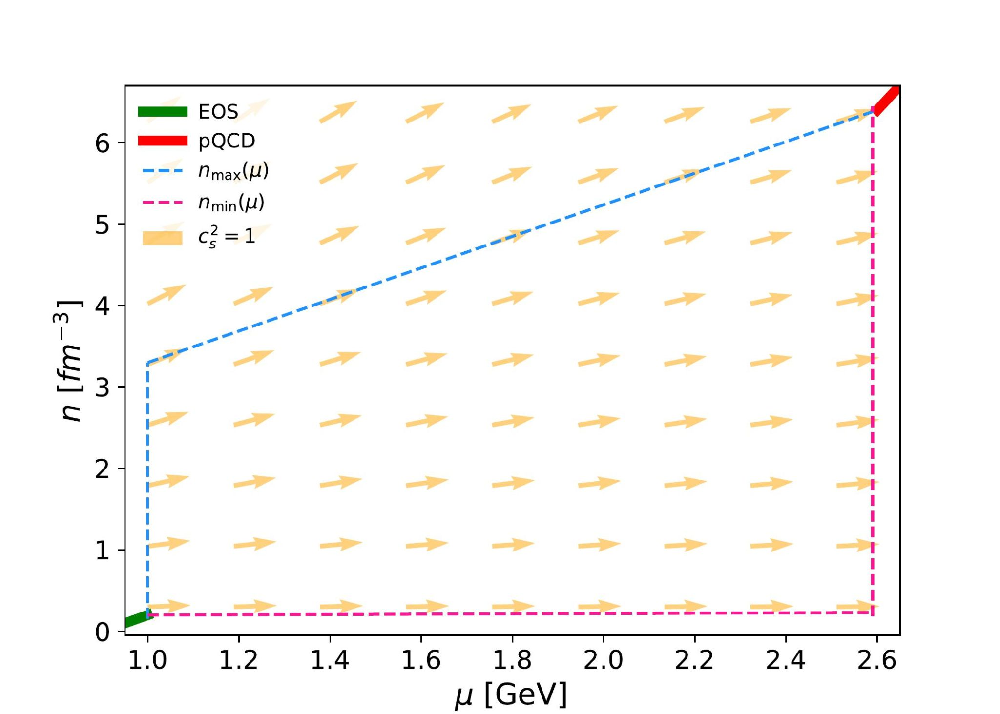 EOS
pQCD
n_max(μ)
n_min(μ)
c_s^2 = 1
n [fm^−3]
6
5
4
3
2
1
0
1.0 1.2 1.4 1.6 1.8 2.0 2.2 2.4 2.6
μ [GeV]